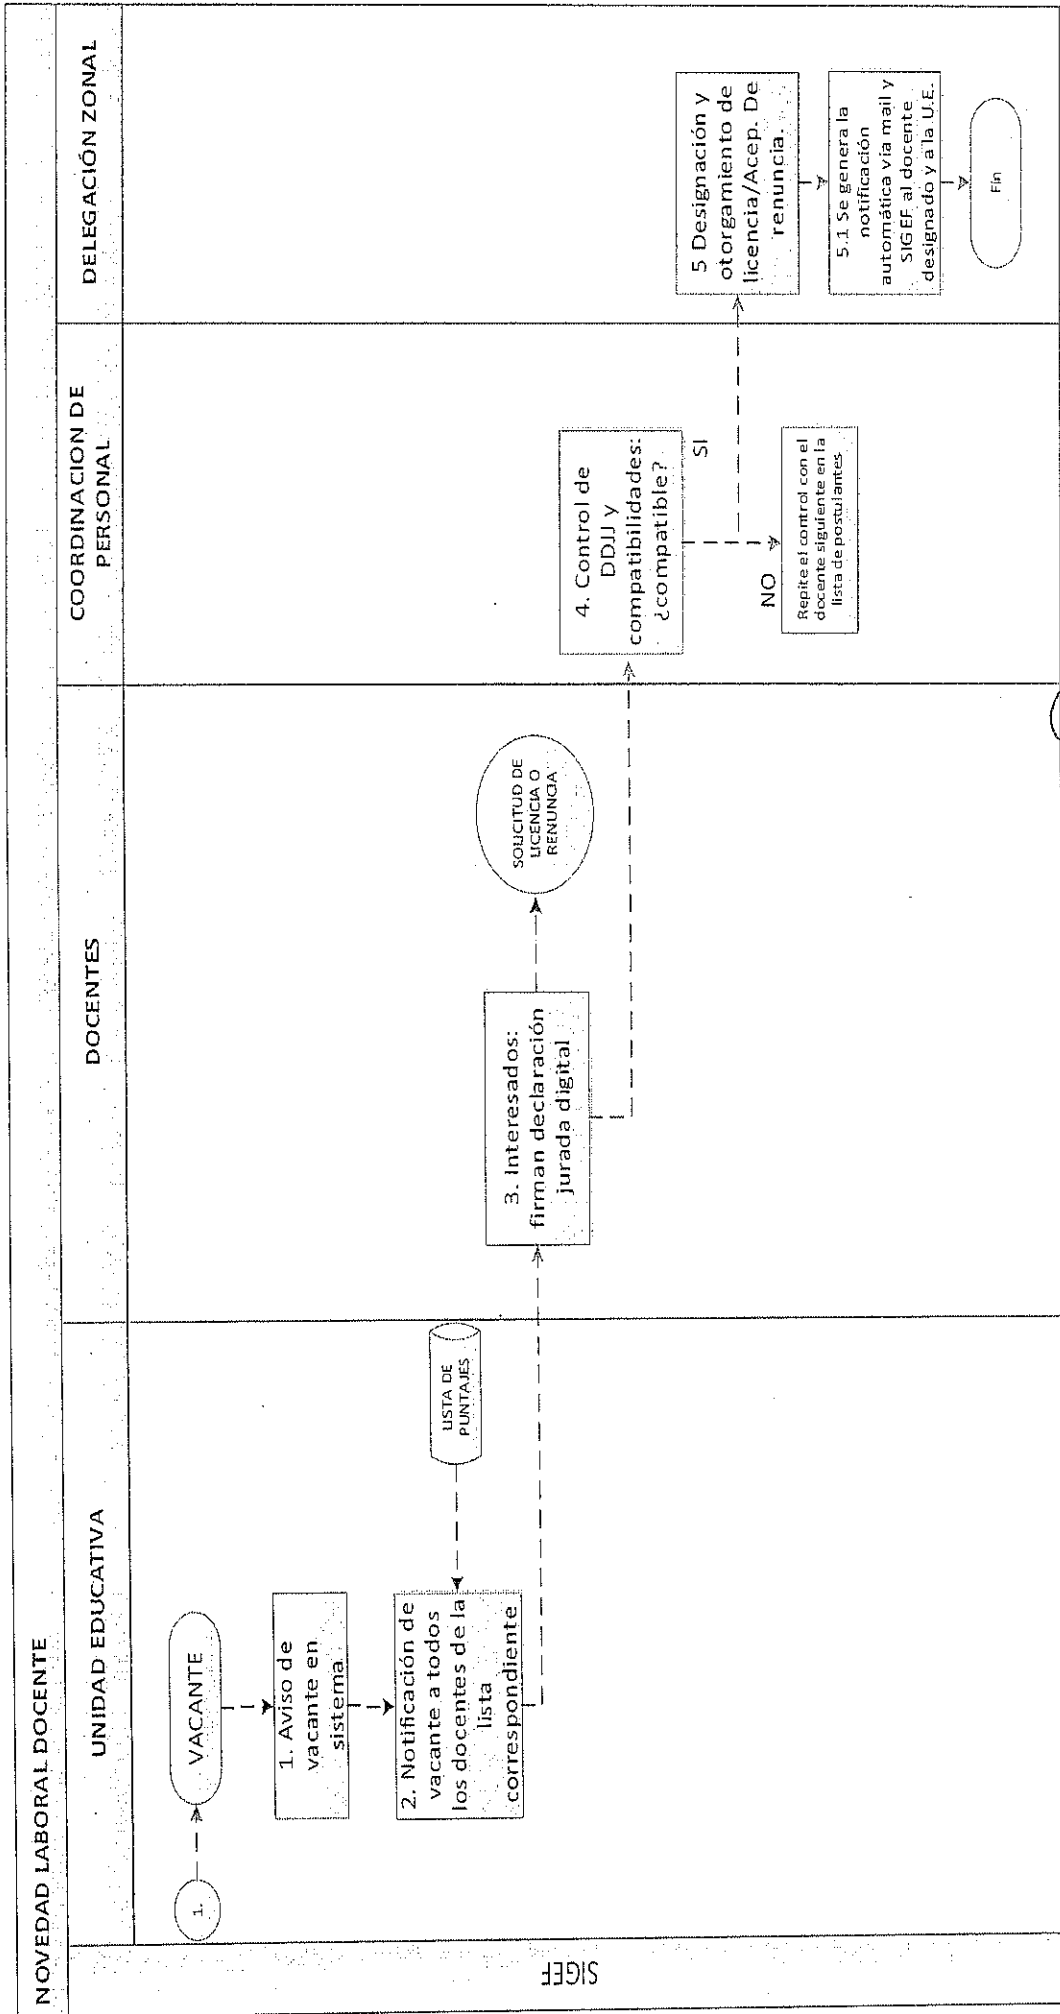 NOVEDAD LABORAL DOCENTE
UNIDAD EDUCATIVA
DOCENTES
COORDINACION DE
PERSONAL
DELEGACIÓN ZONAL
SIGEF
1.
VACANTE
1. Aviso de
vacante en
sistema
2. Notificación de
vacante a todos
los docentes de la
lista
correspondiente
LISTA DE
PUNTAJES
3. Interesados:
firman declaración
jurada digital
SOLICITUD DE
LICENCIA O
RENUNCIA
4. Control de
DDJJ y
compatibilidades:
¿compatible?
SI
NO
Repite el control con el
docente siguiente en la
lista de postulantes
5 Designación y
otorgamiento de
licencia/Acep. De
renuncia.
5.1 Se genera la
notificación
automática via mail y
SIGEF al docente
designado y a la U.E.
Fin